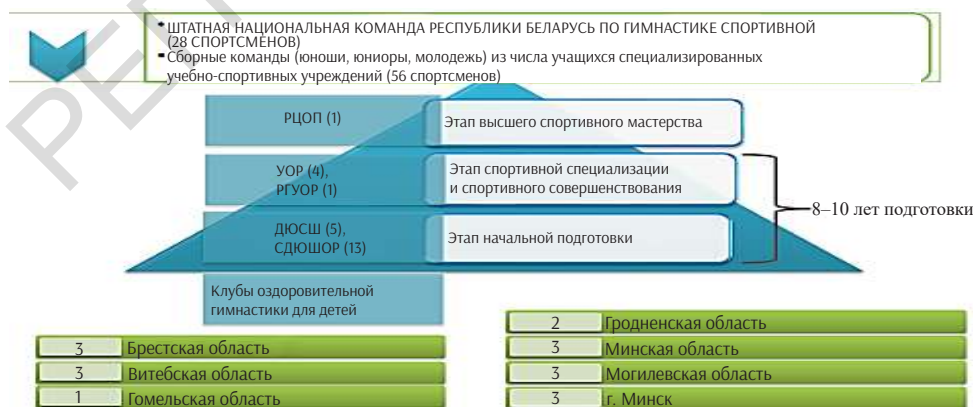 • ШТАТНАЯ НАЦИОНАЛЬНАЯ КОМАНДА РЕСПУБЛИКИ БЕЛАРУСЬ ПО ГИМНАСТИКЕ СПОРТИВНОЙ
(28 СПОРТСМЕНОВ)
• Сборные команды (юноши, юниоры, молодежь) из числа учащихся специализированных
учебно-спортивных учреждений (56 спортсменов)
РЦОП (1)
Этап высшего спортивного мастерства
УОР (4),
РГУОР (1)
Этап спортивной специализации
и спортивного совершенствования
8–10 лет подготовки
ДЮСШ (5),
СДЮШОР (13)
Этап начальной подготовки
Клубы оздоровительной
гимнастики для детей
3 Брестская область
3 Витебская область
1 Гомельская область
2 Гродненская область
3 Минская область
3 Могилевская область
3 г. Минск